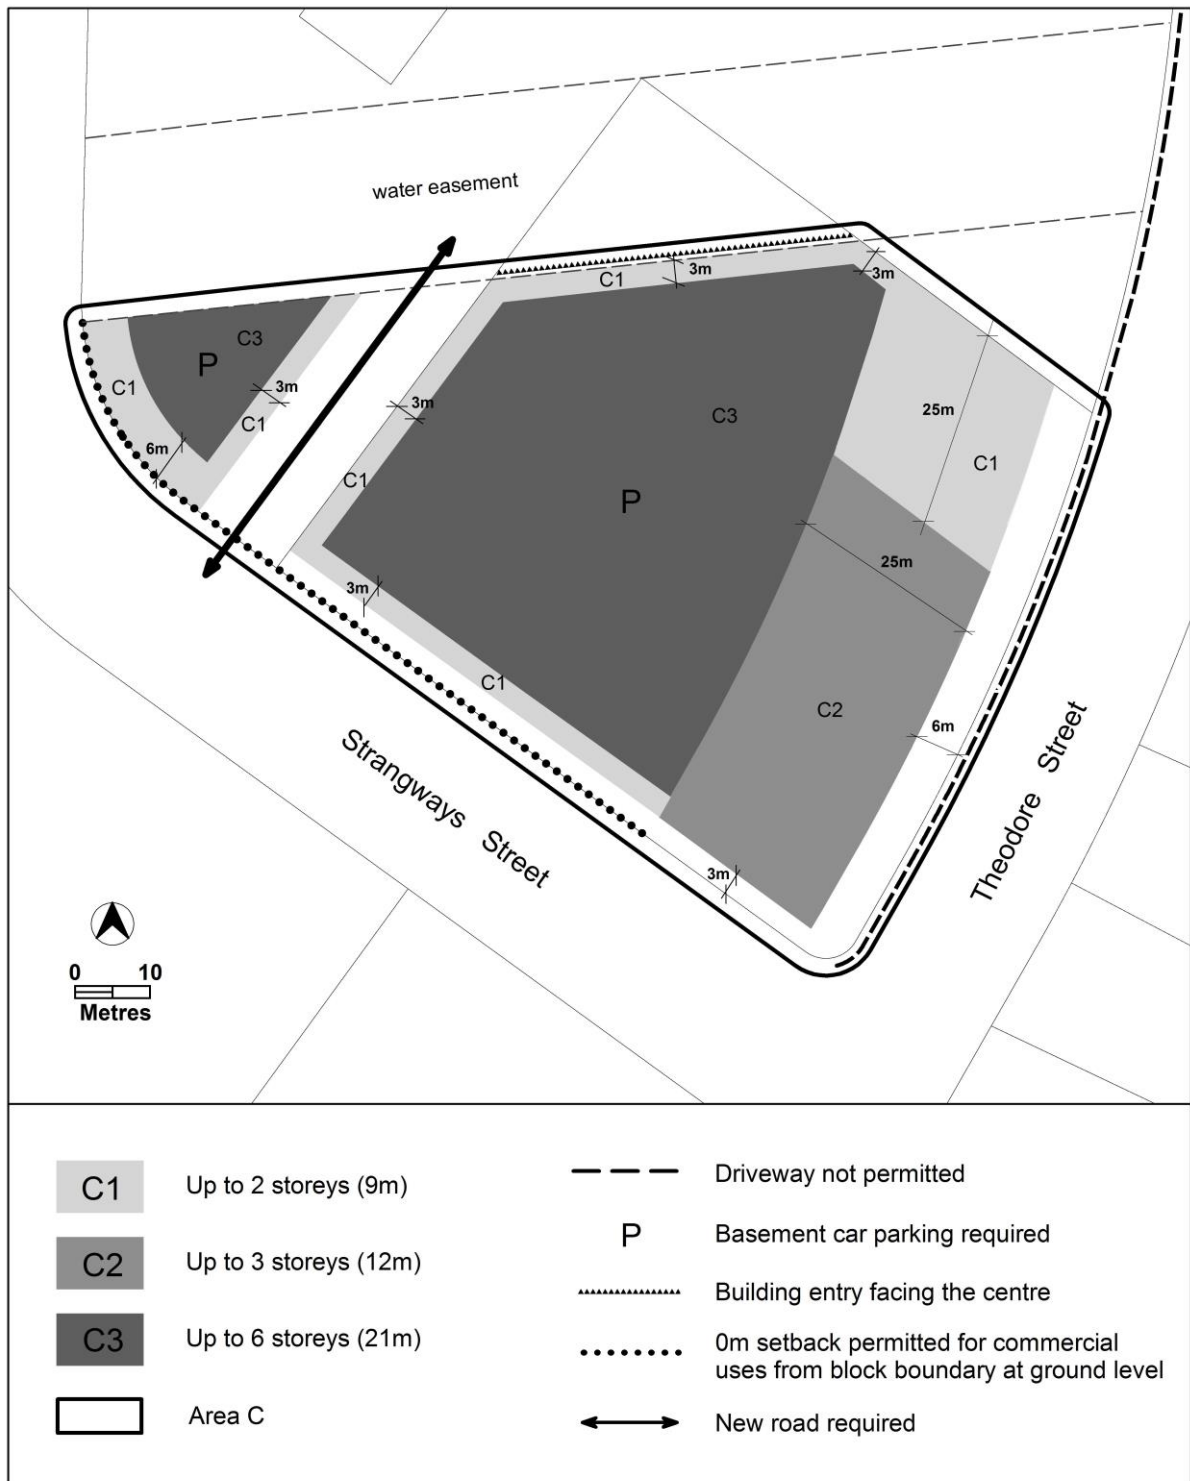 water easement
3m
C1
3m
C3
P
C1
3m
C1
6m
3m
C3
25m
C1
C1
P
25m
3m
C1
C2
6m
Strangways Street
Theodore Street
3m
0 10
Metres
C1 Up to 2 storeys (9m)
C2 Up to 3 storeys (12m)
C3 Up to 6 storeys (21m)
Area C
Driveway not permitted
P Basement car parking required
Building entry facing the centre
0m setback permitted for commercial
uses from block boundary at ground level
New road required